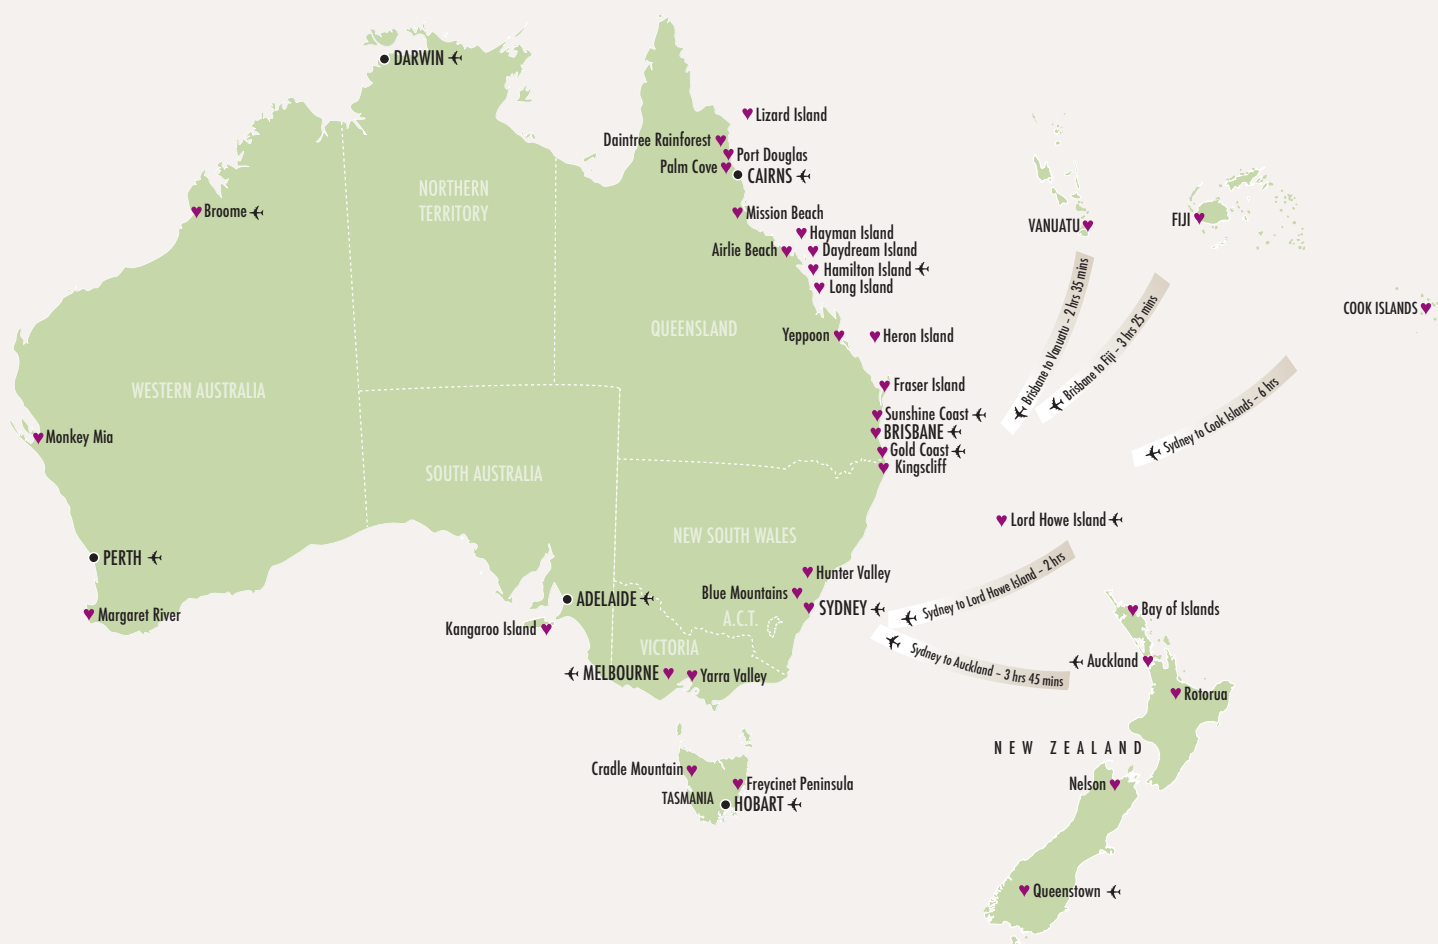 DARWIN
Lizard Island
Daintree Rainforest
Port Douglas
Palm Cove
CAIRNS
NORTHERN
TERRITORY
Broome
Mission Beach
VANUATU
FIJI
Hayman Island
Airlie Beach
Daydream Island
Hamilton Island
Long Island
COOK ISLANDS
QUEENSLAND
Yeppoon
Heron Island
Brisbane to Vanuatu – 2 hrs 35 mins
Brisbane to Fiji – 3 hrs 25 mins
Sydney to Cook Islands – 6 hrs
WESTERN AUSTRALIA
Fraser Island
Sunshine Coast
BRISBANE
Gold Coast
Kingscliff
Monkey Mia
SOUTH AUSTRALIA
NEW SOUTH WALES
Lord Howe Island
PERTH
Hunter Valley
Blue Mountains
SYDNEY
Sydney to Lord Howe Island – 2 hrs
ADELAIDE
A.C.T.
Margaret River
Kangaroo Island
VICTORIA
Bay of Islands
Sydney to Auckland – 3 hrs 45 mins
Auckland
MELBOURNE
Yarra Valley
Rotorua
NEW ZEALAND
Cradle Mountain
Freycinet Peninsula
TASMANIA
HOBART
Nelson
Queenstown